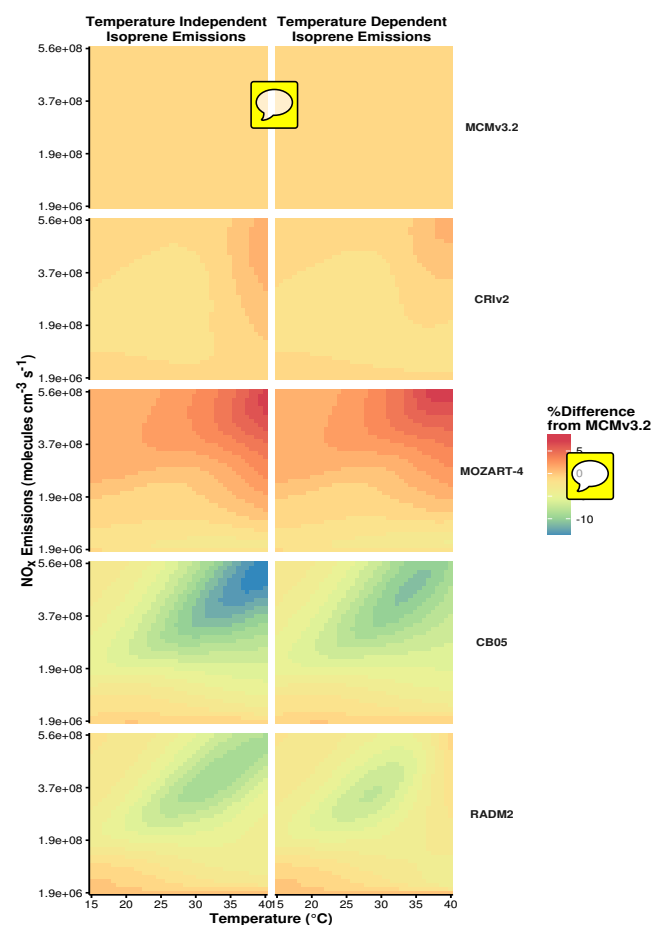 Temperature Independent
Isoprene Emissions
Temperature Dependent
Isoprene Emissions
5.6e+08
3.7e+08
1.9e+08
1.9e+06
MCMv3.2
5.6e+08
3.7e+08
1.9e+08
1.9e+06
CRIv2
5.6e+08
3.7e+08
1.9e+08
1.9e+06
MOZART-4
5.6e+08
3.7e+08
1.9e+08
1.9e+06
CB05
5.6e+08
3.7e+08
1.9e+08
1.9e+06
RADM2
NOx Emissions (molecules cm-3 s-1)
15 20 25 30 35 40
15 20 25 30 35 40
Temperature (°C)
%Difference
from MCMv3.2
5
0
-10